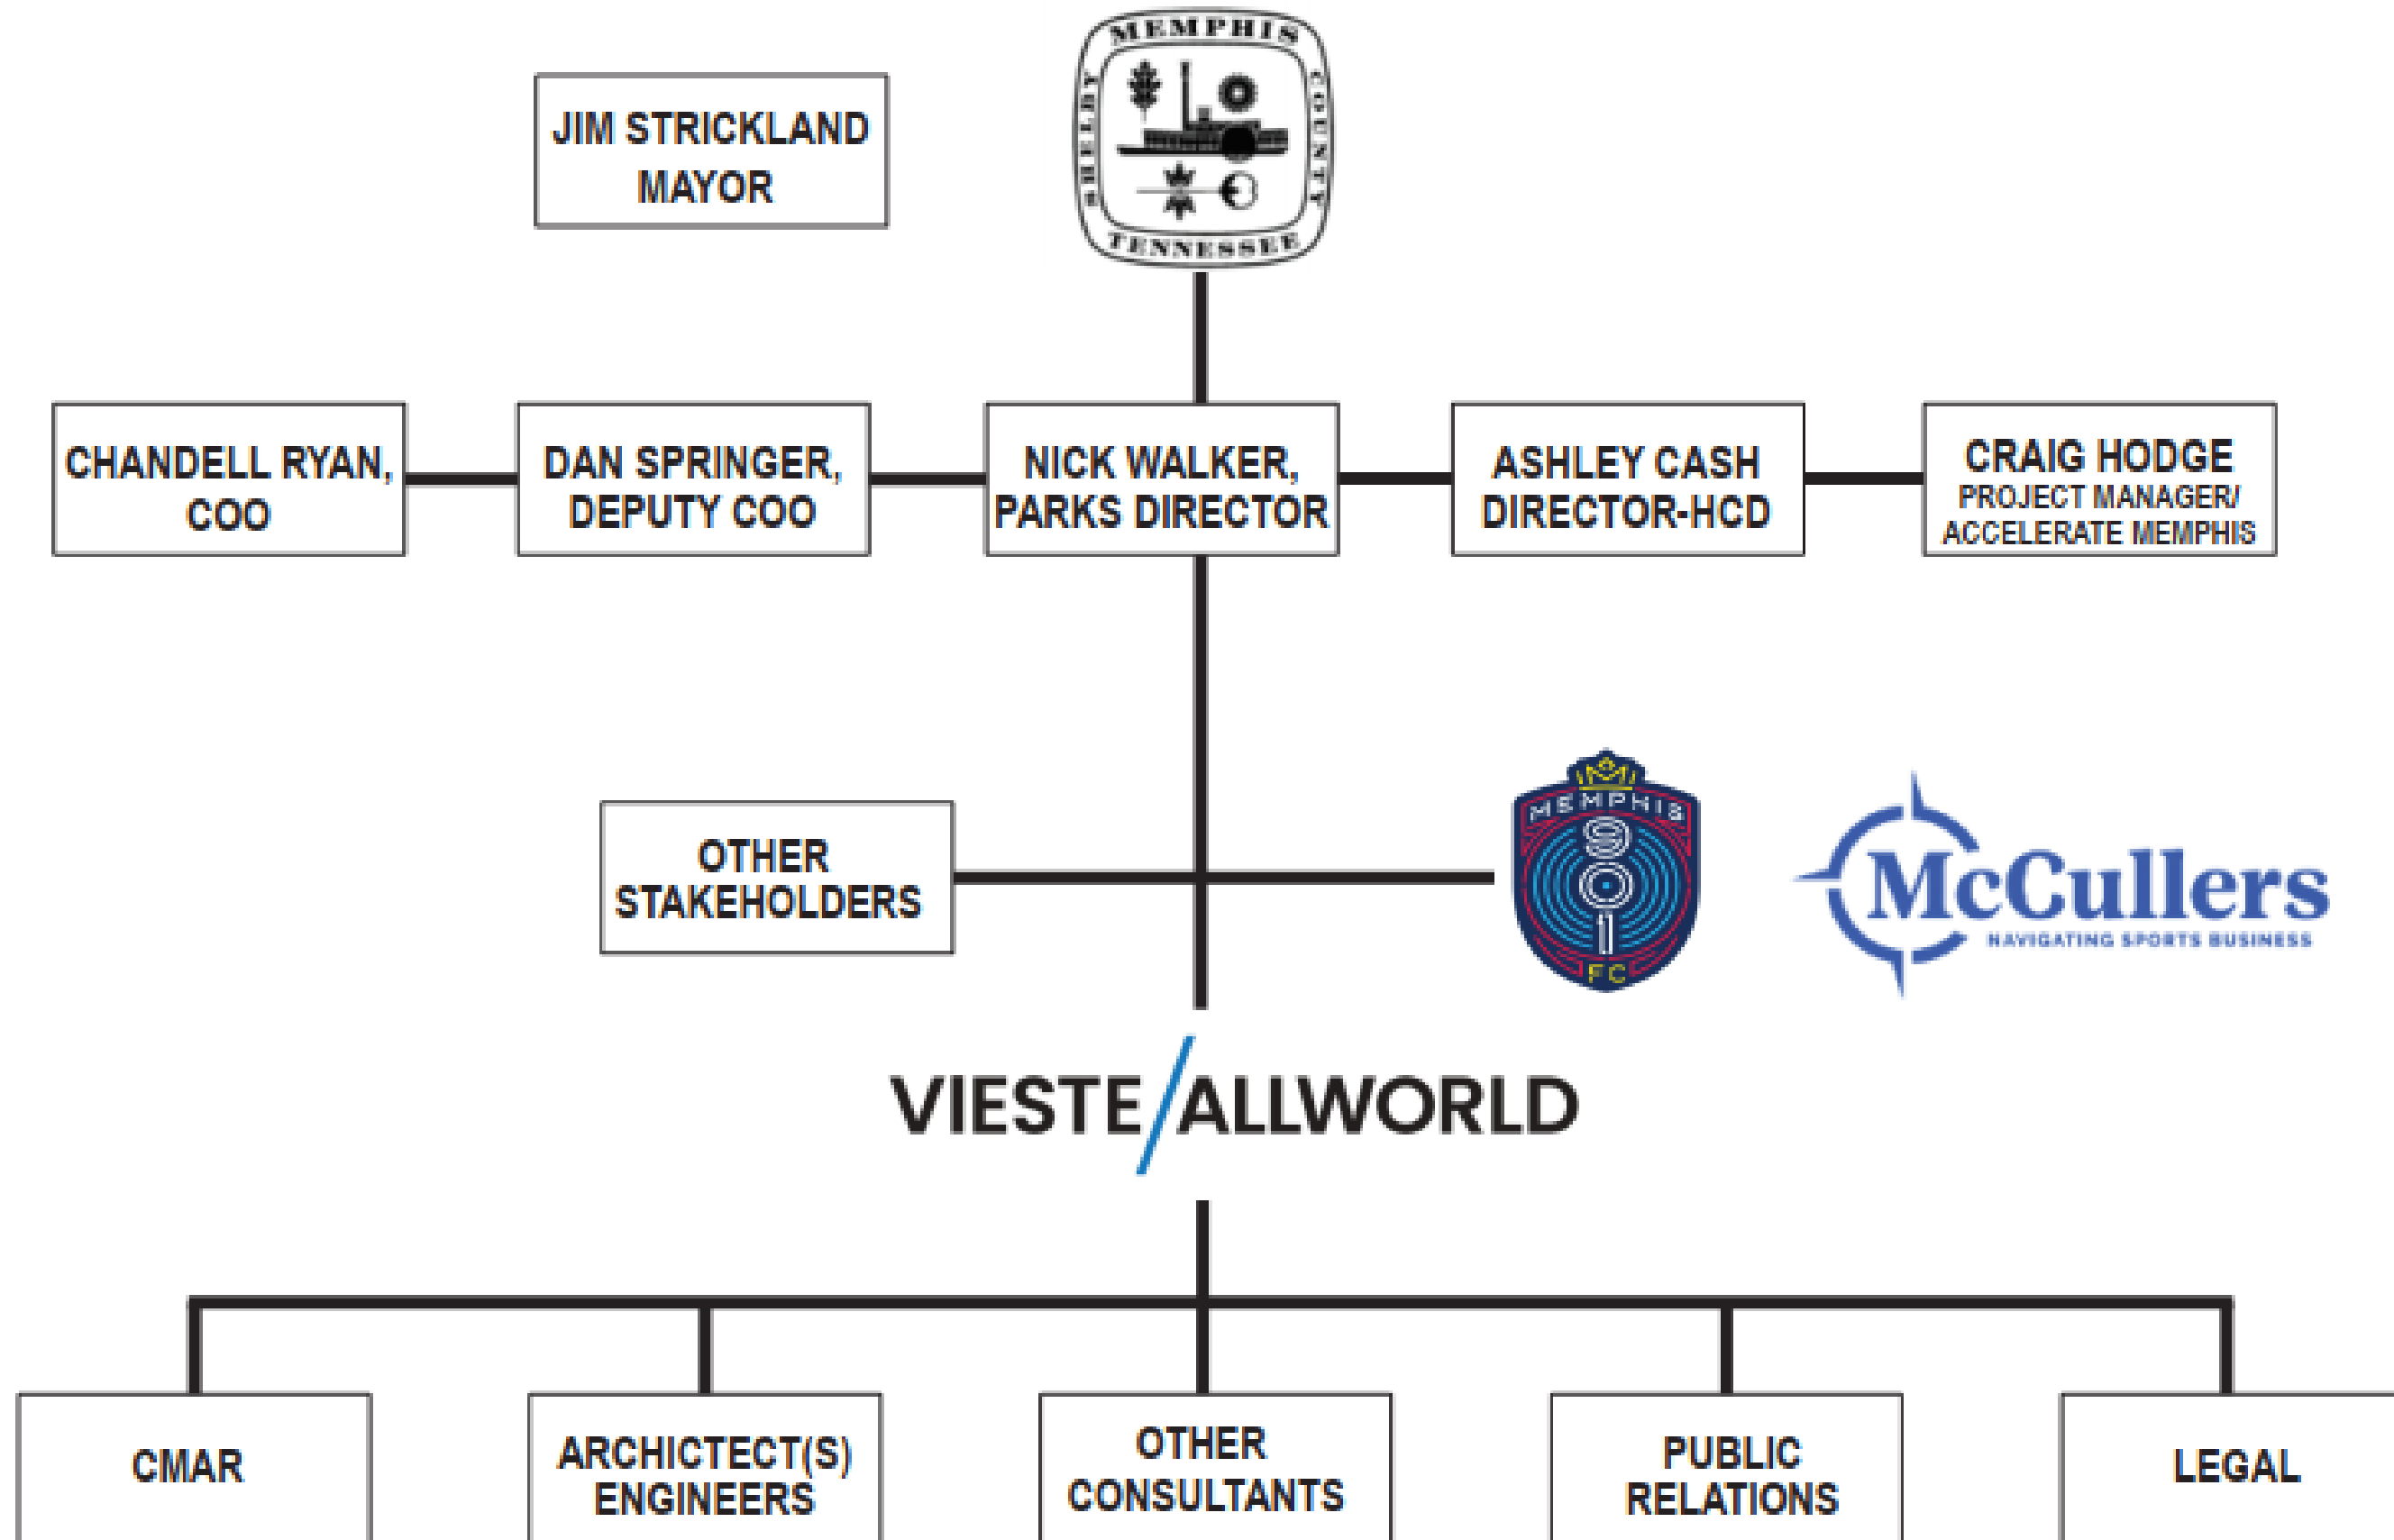 MEMPHIS
SHELBY
COUNTY
TENNESSEE
JIM STRICKLAND
MAYOR
CHANDELL RYAN,
COO
DAN SPRINGER,
DEPUTY COO
NICK WALKER,
PARKS DIRECTOR
ASHLEY CASH
DIRECTOR-HCD
CRAIG HODGE
PROJECT MANAGER/
ACCELERATE MEMPHIS
OTHER
STAKEHOLDERS
MEMPHIS
901
FC
McCullers
NAVIGATING SPORTS BUSINESS
VIESTE/ALLWORLD
CMAR
ARCHICTECT(S)
ENGINEERS
OTHER
CONSULTANTS
PUBLIC
RELATIONS
LEGAL